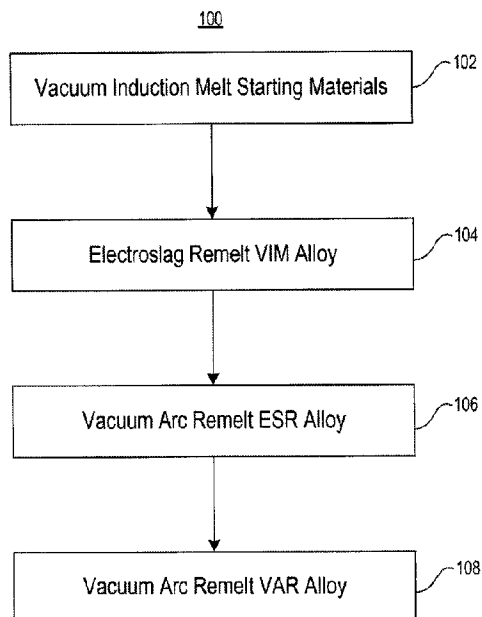 100
Vacuum Induction Melt Starting Materials
102
Electroslag Remelt VIM Alloy
104
Vacuum Arc Remelt ESR Alloy
106
Vacuum Arc Remelt VAR Alloy
108